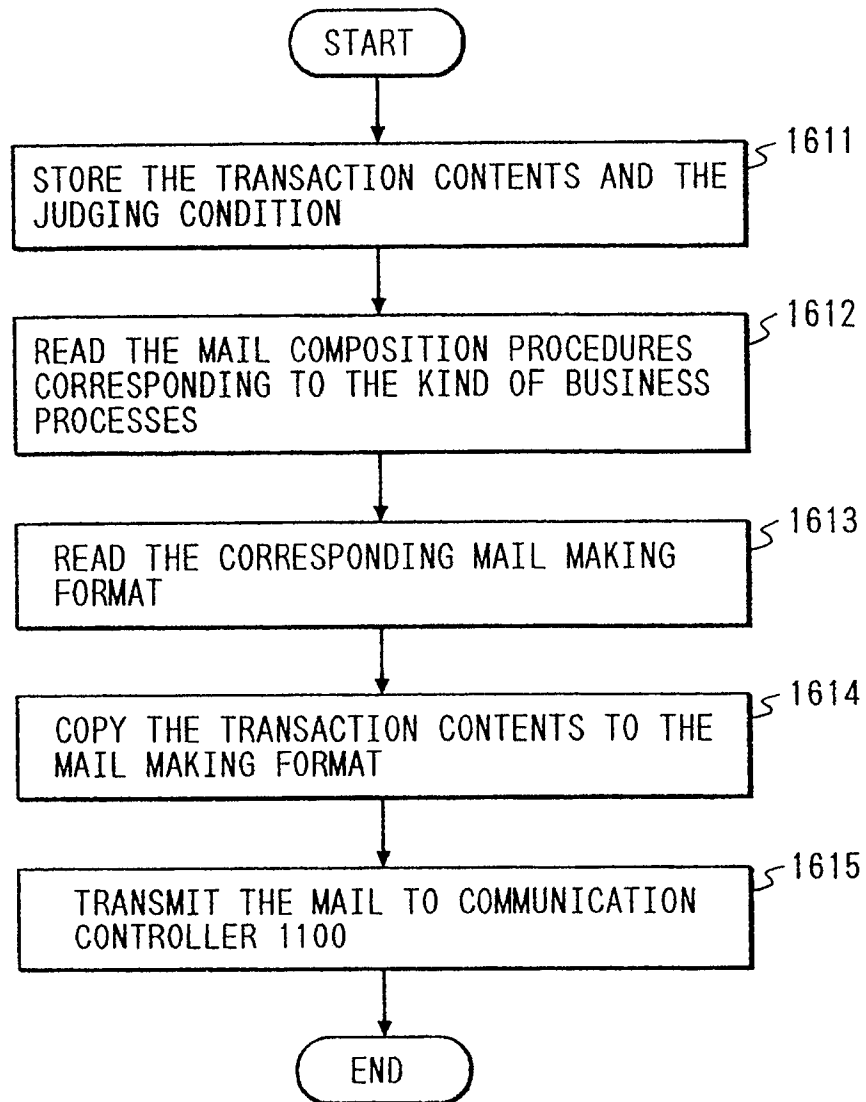 START
1611
STORE THE TRANSACTION CONTENTS AND THE
JUDGING CONDITION
1612
READ THE MAIL COMPOSITION PROCEDURES
CORRESPONDING TO THE KIND OF BUSINESS
PROCESSES
1613
READ THE CORRESPONDING MAIL MAKING
FORMAT
1614
COPY THE TRANSACTION CONTENTS TO THE
MAIL MAKING FORMAT
1615
TRANSMIT THE MAIL TO COMMUNICATION
CONTROLLER 1100
END